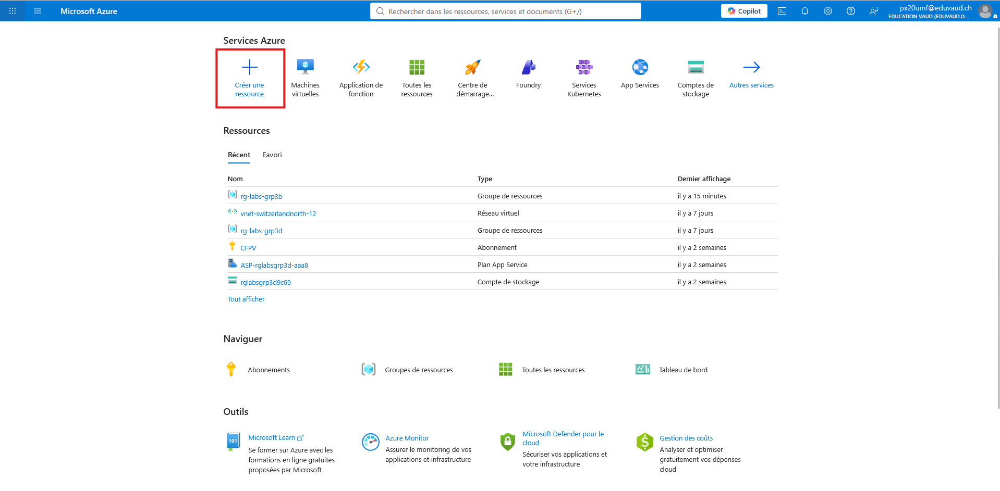 Microsoft Azure
Rechercher dans les ressources, services et documents (G+/)
Copilot
px20umf@eduvaud.ch
EDUCATION VAUD (EDUVAUD.O...
Services Azure
Créer une
ressource
Machines
virtuelles
Application de
fonction
Toutes les
ressources
Centre de
démarrage...
Foundry
Services
Kubernetes
App Services
Comptes de
stockage
Autres services
Ressources
Récent Favori
Nom Type Dernier affichage
rg-labs-grp3b Groupe de ressources il y a 15 minutes
vnet-switzerlandnorth-12 Réseau virtuel il y a 7 jours
rg-labs-grp3d Groupe de ressources il y a 7 jours
CFPV Abonnement il y a 2 semaines
ASP-rglabsgrp3d-aaa8 Plan App Service il y a 2 semaines
rglabsgrp3d9c69 Compte de stockage il y a 2 semaines
Tout afficher
Naviguer
Abonnements Groupes de ressources Toutes les ressources Tableau de bord
Outils
101
Microsoft Learn
Se former sur Azure avec les
formations en ligne gratuites
proposées par Microsoft
Azure Monitor
Assurer le monitoring de vos
applications et infrastructure
Microsoft Defender pour le
cloud
Sécuriser vos applications et
votre infrastructure
$
Gestion des coûts
Analyser et optimiser
gratuitement vos dépenses
cloud